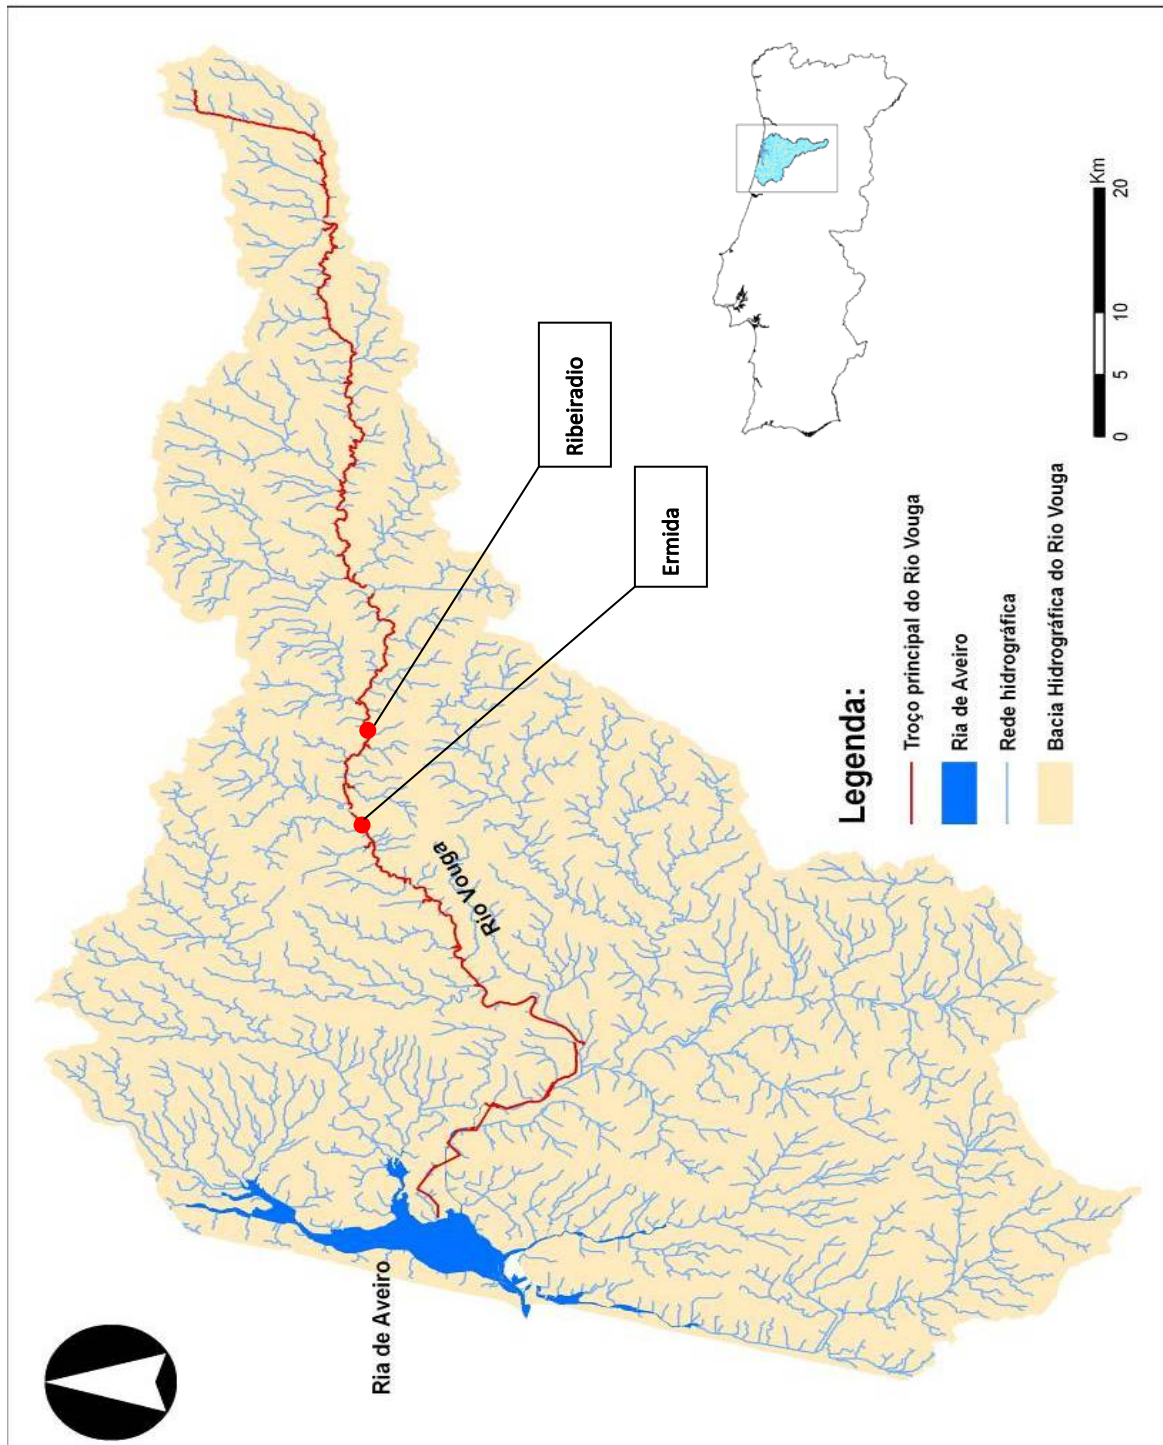 Ribeiradio
Ermida
Rio Vouga
Ria de Aveiro
Legenda:
Troço principal do Rio Vouga
Ria de Aveiro
Rede hidrográfica
Bacia Hidrográfica do Rio Vouga
0 5 10 20
Km